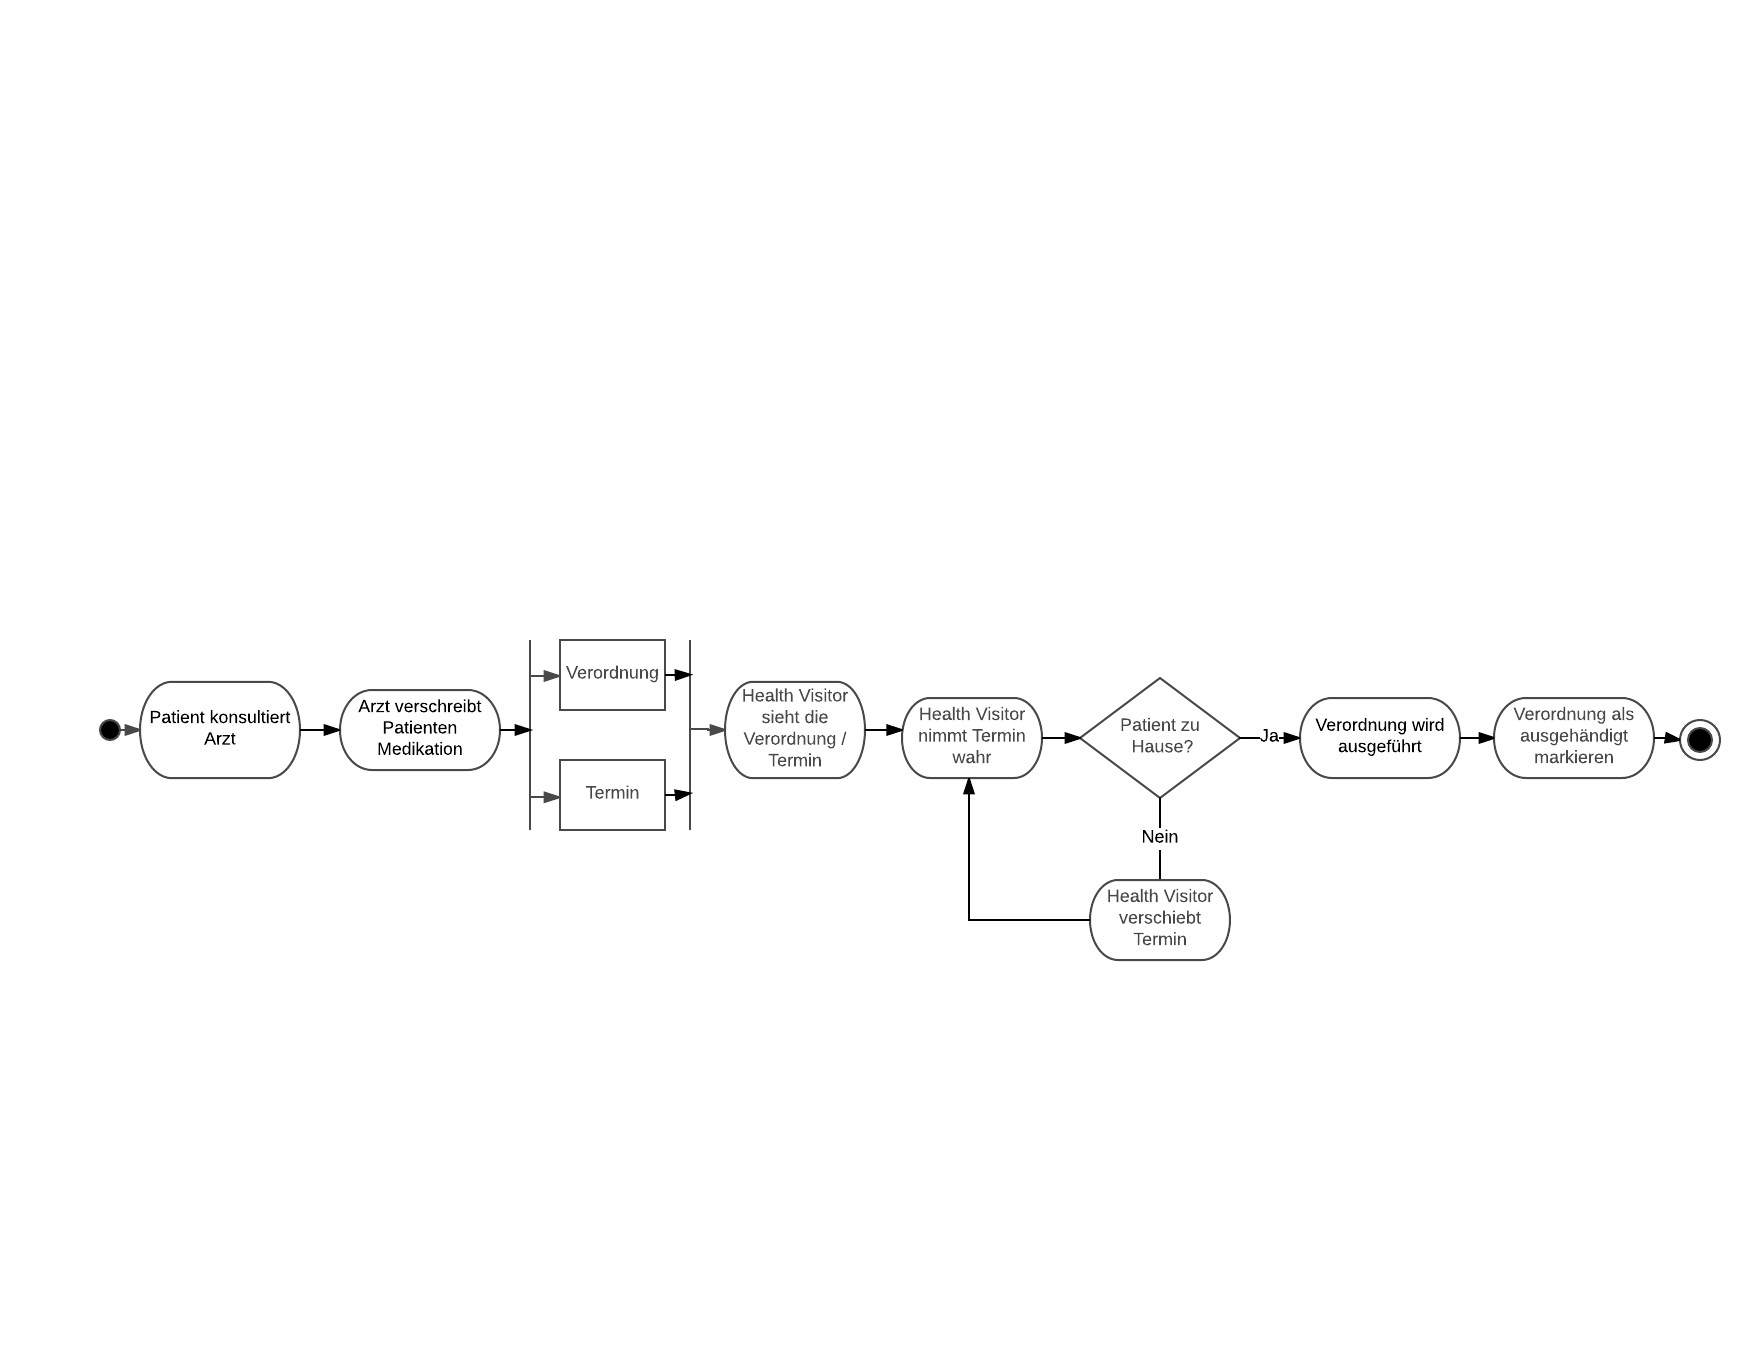 Patient konsultiert
Arzt
Arzt verschreibt
Patienten
Medikation
Verordnung
Termin
Health Visitor
sieht die
Verordnung /
Termin
Health Visitor
nimmt Termin
wahr
Patient zu
Hause?
Ja
Nein
Health Visitor
verschiebt
Termin
Verordnung wird
ausgeführt
Verordnung als
ausgehändigt
markieren